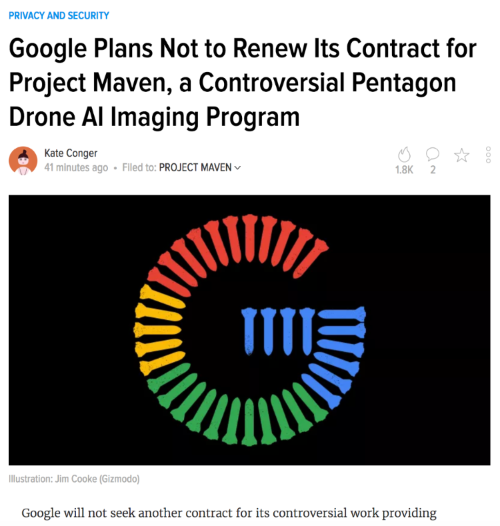 PRIVACY AND SECURITY
Google Plans Not to Renew Its Contract for
Project Maven, a Controversial Pentagon
Drone AI Imaging Program
Kate Conger
41 minutes ago • Filed to: PROJECT MAVEN
1.8K 2
Illustration: Jim Cooke (Gizmodo)
Google will not seek another contract for its controversial work providing